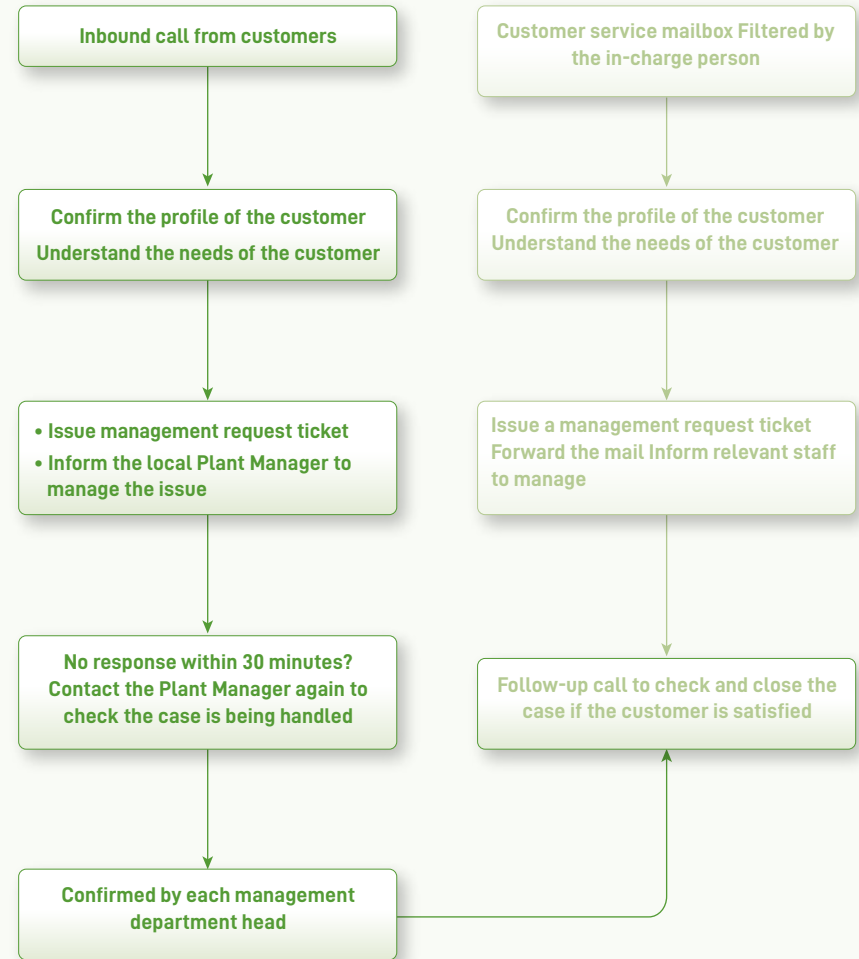 Inbound call from customers
Confirm the profile of the customer
Understand the needs of the customer
• Issue management request ticket
• Inform the local Plant Manager to
manage the issue
No response within 30 minutes?
Contact the Plant Manager again to
check the case is being handled
Confirmed by each management
department head
Customer service mailbox Filtered by
the in-charge person
Confirm the profile of the customer
Understand the needs of the customer
Issue a management request ticket
Forward the mail Inform relevant staff
to manage
Follow-up call to check and close the
case if the customer is satisfied